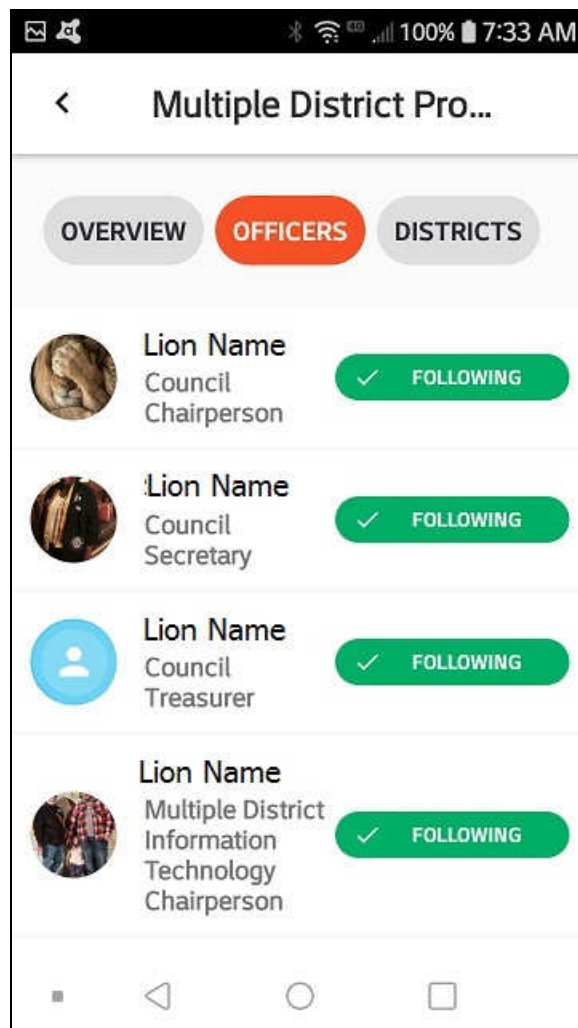 100% 7:33 AM
Multiple District Pro...
OVERVIEW OFFICERS DISTRICTS
Lion Name
Council
Chairperson
FOLLOWING
Lion Name
Council
Secretary
FOLLOWING
Lion Name
Council
Treasurer
FOLLOWING
Lion Name
Multiple District
Information
Technology
Chairperson
FOLLOWING